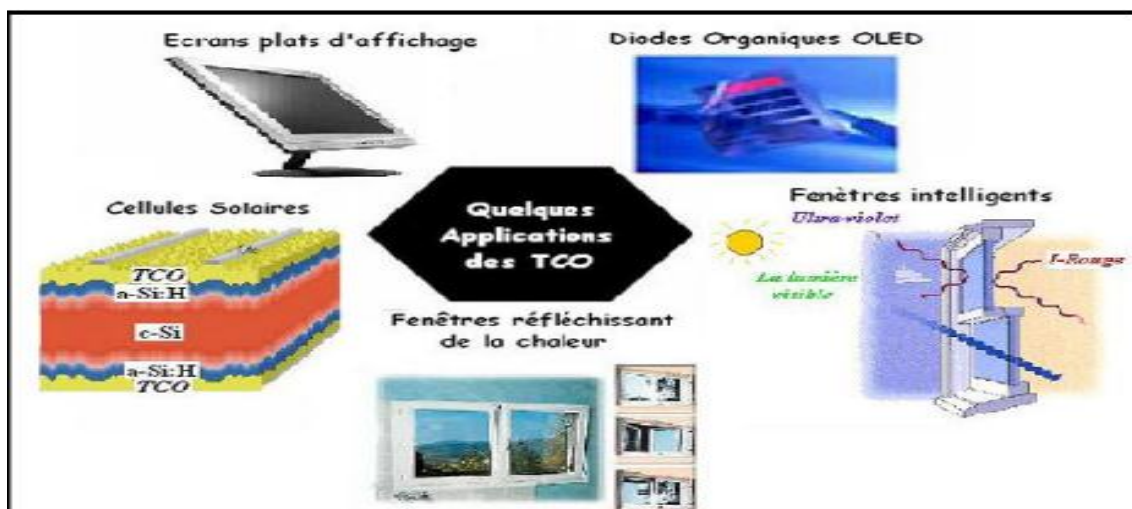 Ecrans plats d'affichage
Diodes Organiques OLED
Cellules Solaires
Quelques
Applications
des TCO
Fenètres intelligents
Ultra-violet
I-Rouge
La lumière
visible
TCO
a-Si:H
c-Si
a-Si:H
TCO
Fenêtres réfléchissant
de la chaleur